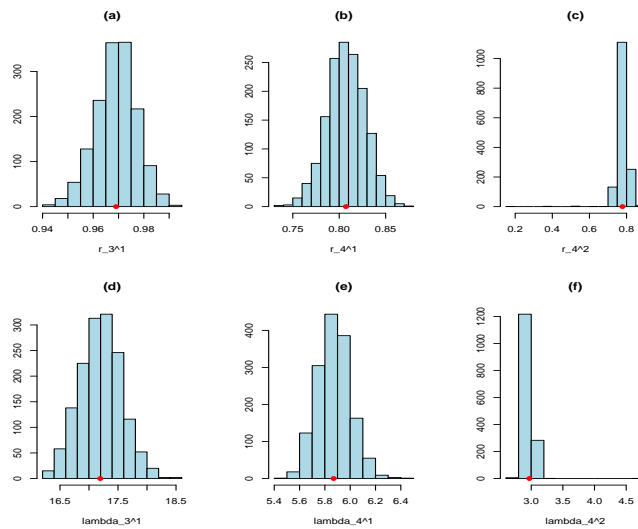 (a)
(b)
(c)
0 100 200 300
0.94 0.96 0.98
r_3^1
0 50 100 150 200 250
0.75 0.80 0.85
r_4^1
0 200 400 600 800 1000
0.2 0.4 0.6 0.8
r_4^2
(d)
(e)
(f)
0 50 100 150 200 250 300
16.5 17.5 18.5
lambda_3^1
0 100 200 300 400
5.4 5.6 5.8 6.0 6.2 6.4
lambda_4^1
0 200 400 600 800 1000 1200
3.0 3.5 4.0 4.5
lambda_4^2